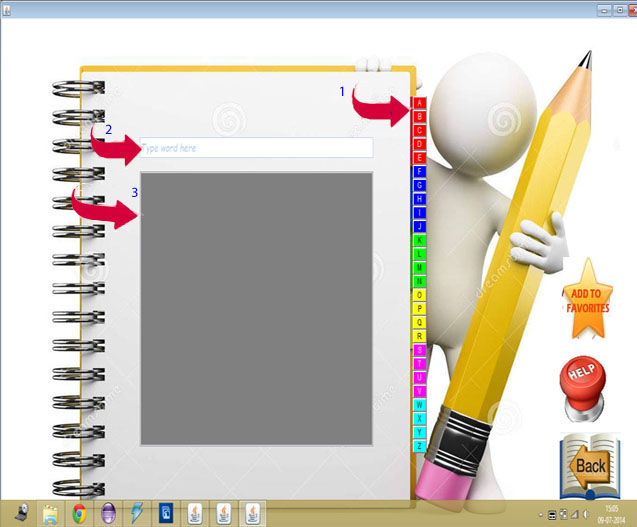 1
A
B
2
C
Type word here
D
E
3
F
G
H
I
J
K
L
M
N
O
P
Q
R
S
T
U
V
W
X
Y
Z
ADD TO
FAVORITES
HELP
Back
15:05
09-07-2014